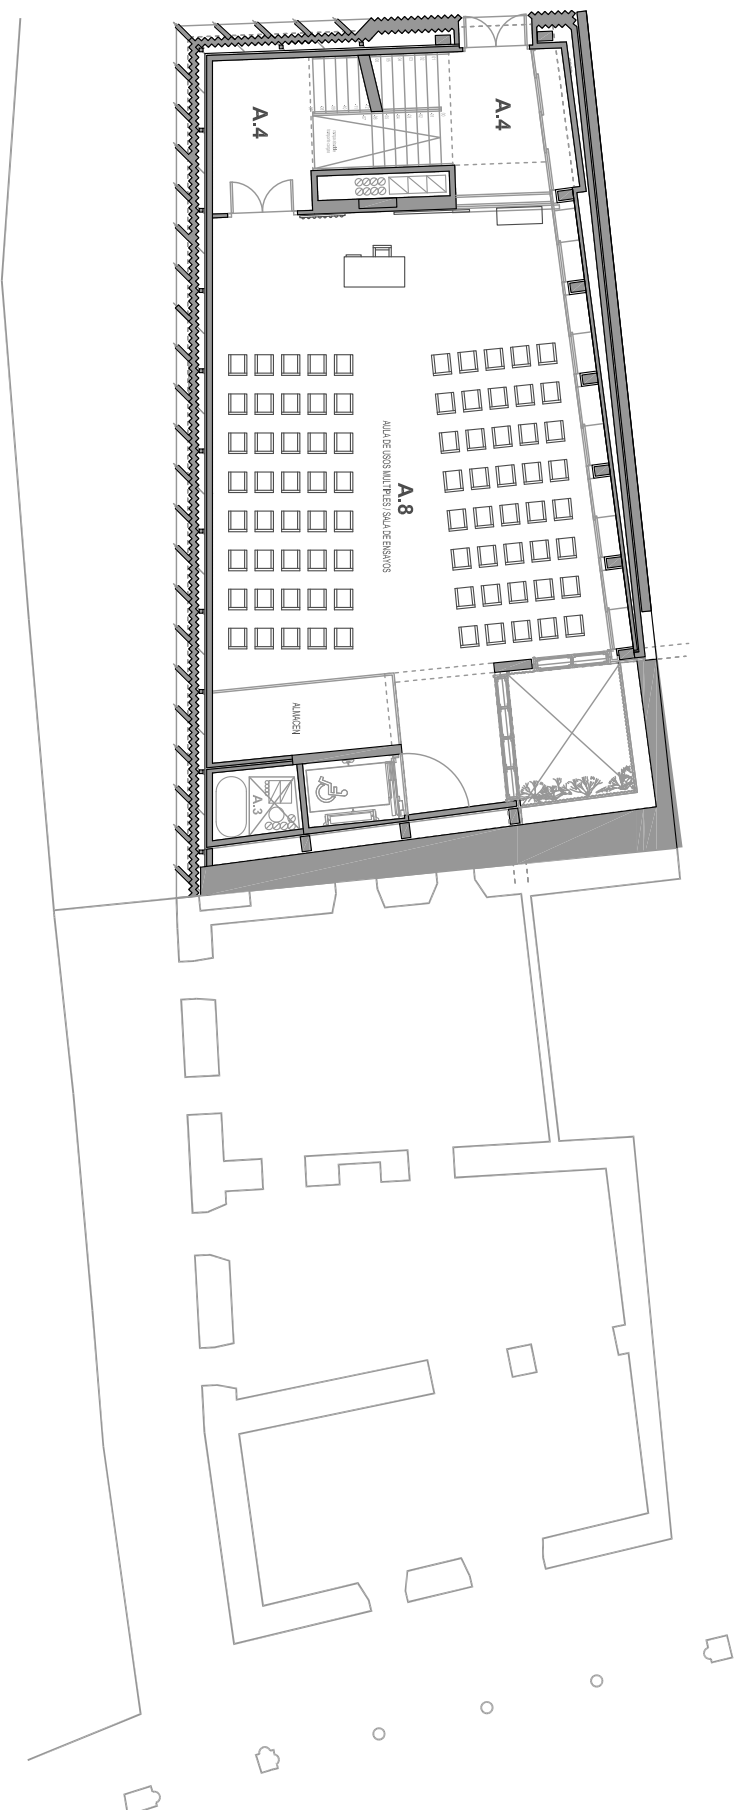 A.4
A.4
A.8
AULA DE USOS MULTIPLES / SALA DE ENSAYOS
ALMACEN
A.3